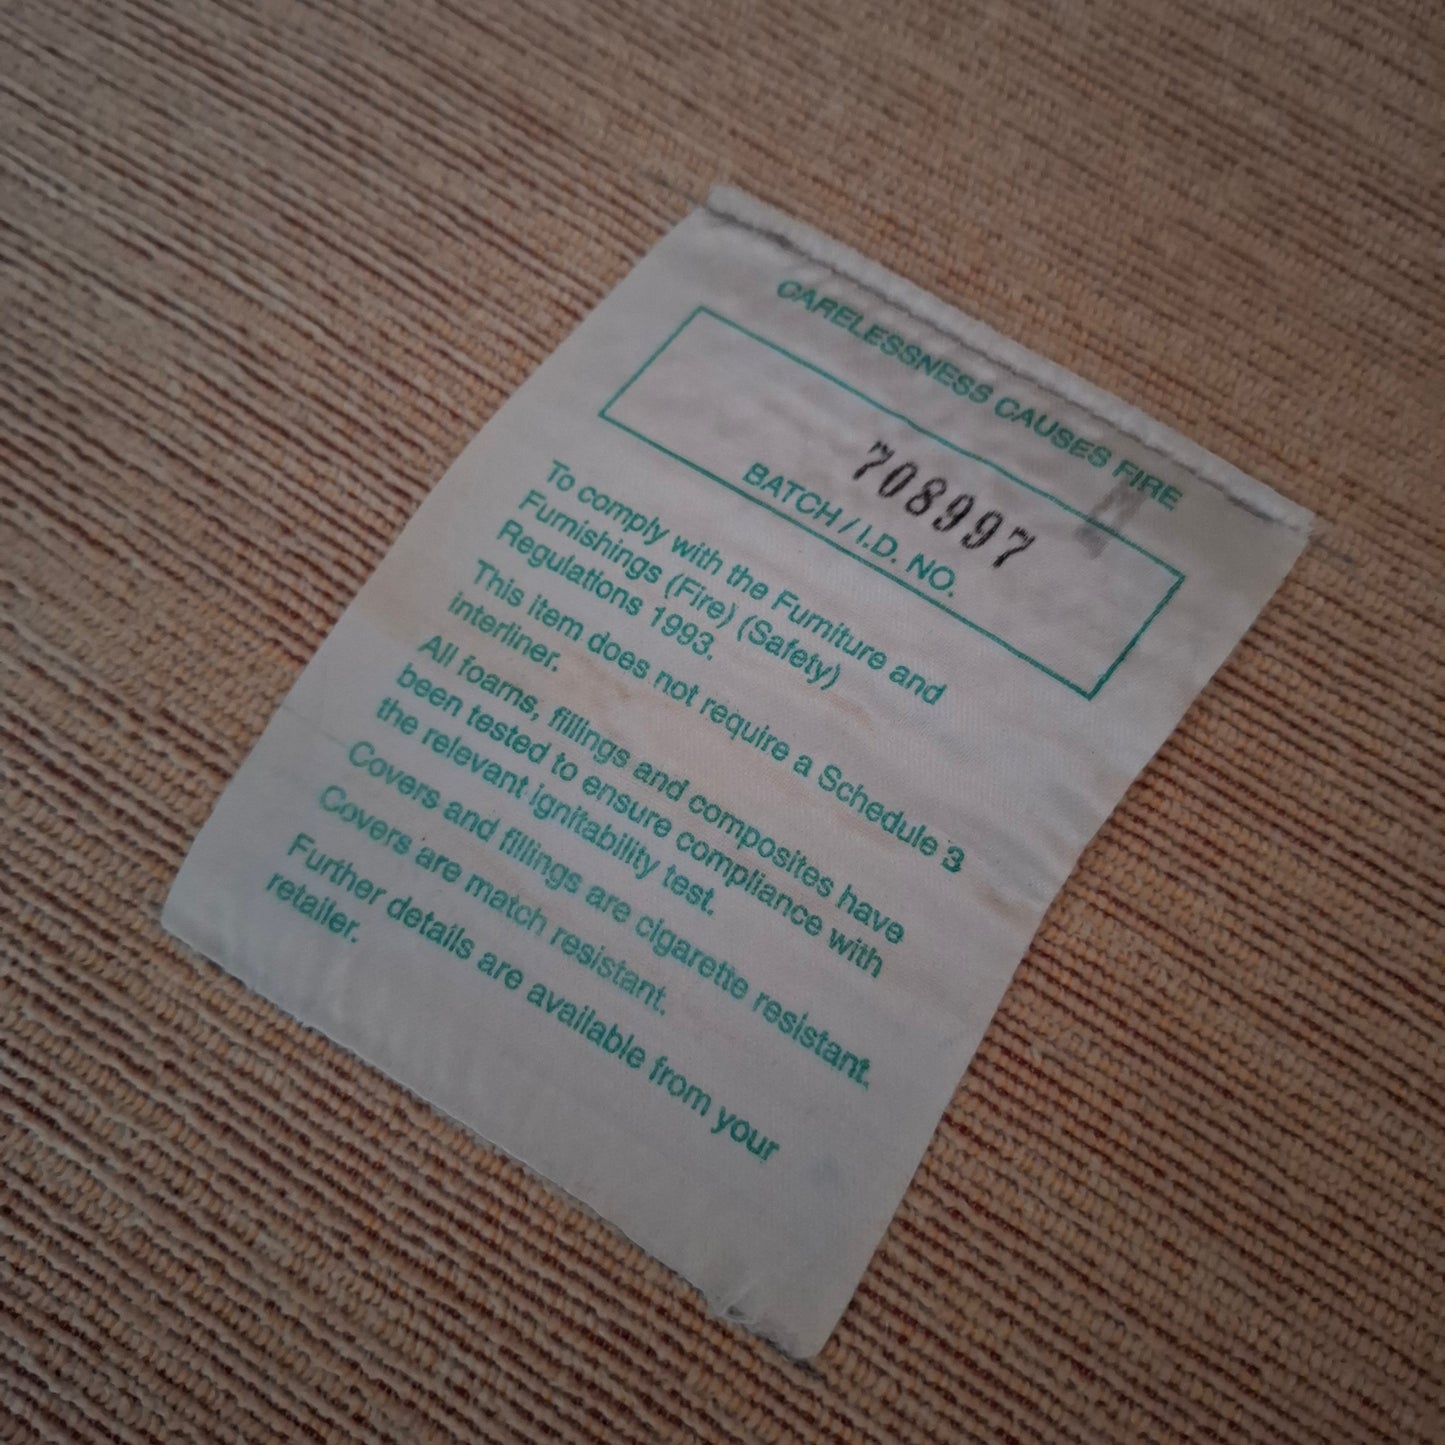 CARELESSNESS CAUSES FIRE
708997
BATCH / I.D. NO.
To comply with the Furniture and
Furnishings (Fire) (Safety)
Regulations 1993.
This item does not require a Schedule 3
interliner.
All foams, fillings and composites have
been tested to ensure compliance with
the relevant ignitability test.
Covers and fillings are cigarette resistant.
Covers are match resistant.
Further details are available from your
retailer.